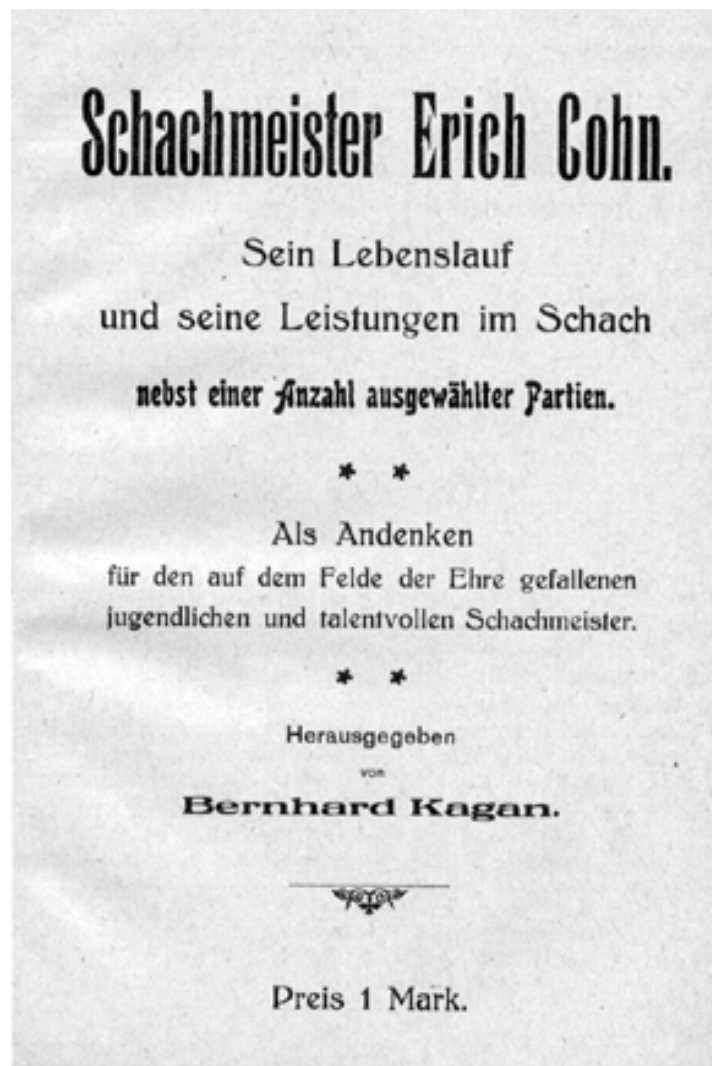 Schachmeister Erich Cohn.
Sein Lebenslauf
und seine Leistungen im Schach
nebst einer Anzahl ausgewählter Partien.
Als Andenken
für den auf dem Felde der Ehre gefallenen
jugendlichen und talentvollen Schachmeister.
Herausgegeben
von
Bernhard Kagan.
Preis 1 Mark.